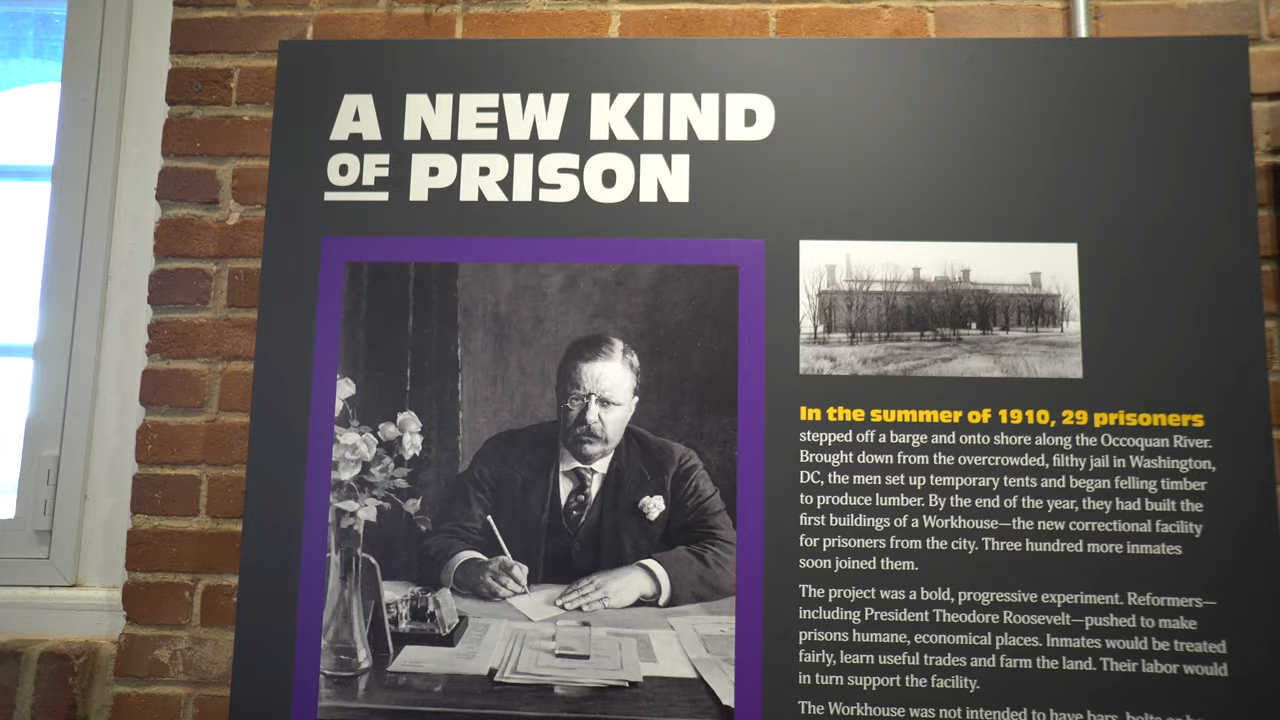 A NEW KIND
OF PRISON
In the summer of 1910, 29 prisoners
stepped off a barge and onto shore along the Occoquan River.
Brought down from the overcrowded, filthy jail in Washington,
DC, the men set up temporary tents and began felling timber
to produce lumber. By the end of the year, they had built the
first buildings of a Workhouse—the new correctional facility
for prisoners from the city. Three hundred more inmates
soon joined them.
The project was a bold, progressive experiment. Reformers—
including President Theodore Roosevelt—pushed to make
prisons humane, economical places. Inmates would be treated
fairly, learn useful trades and farm the land. Their labor would
in turn support the facility.
The Workhouse was not intended to have bars, bolts